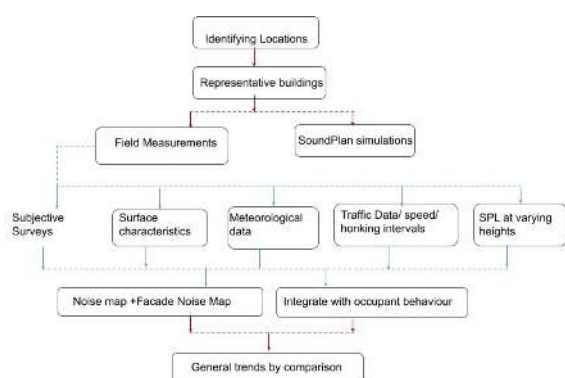 Identifying Locations
Representative buildings
Field Measurements
SoundPlan simulations
Subjective
Surveys
Surface
characteristics
Meteorological
data
Traffic Data/ speed/
honking intervals
SPL at varying
heights
Noise map +Facade Noise Map
Integrate with occupant behaviour
General trends by comparison